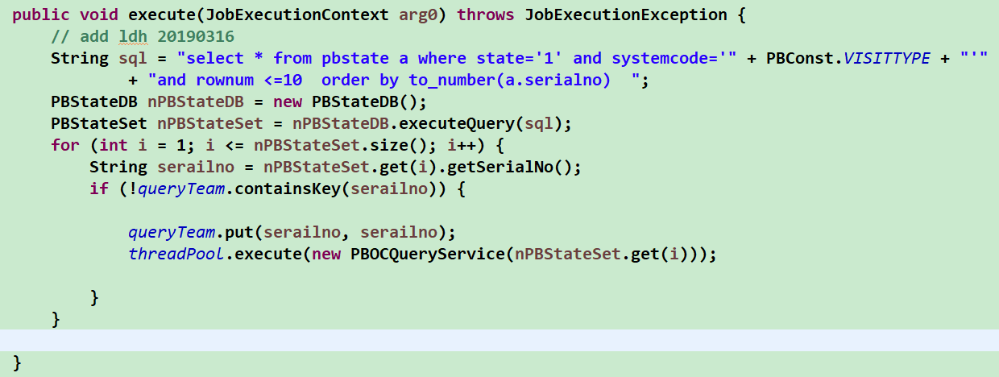 public void execute(JobExecutionContext arg0) throws JobExecutionException {
// add ldh 20190316
String sql = "select * from pbstate a where state='1' and systemcode='" + PBConst.VISITTYPE + "'"
+ "and rownum <=10  order by to_number(a.serialno)  ";
PBStateDB nPBStateDB = new PBStateDB();
PBStateSet nPBStateSet = nPBStateDB.executeQuery(sql);
for (int i = 1; i <= nPBStateSet.size(); i++) {
String serailno = nPBStateSet.get(i).getSerialNo();
if (!queryTeam.containsKey(serailno)) {
queryTeam.put(serailno, serailno);
threadPool.execute(new PBOCQueryService(nPBStateSet.get(i)));
}
}
}